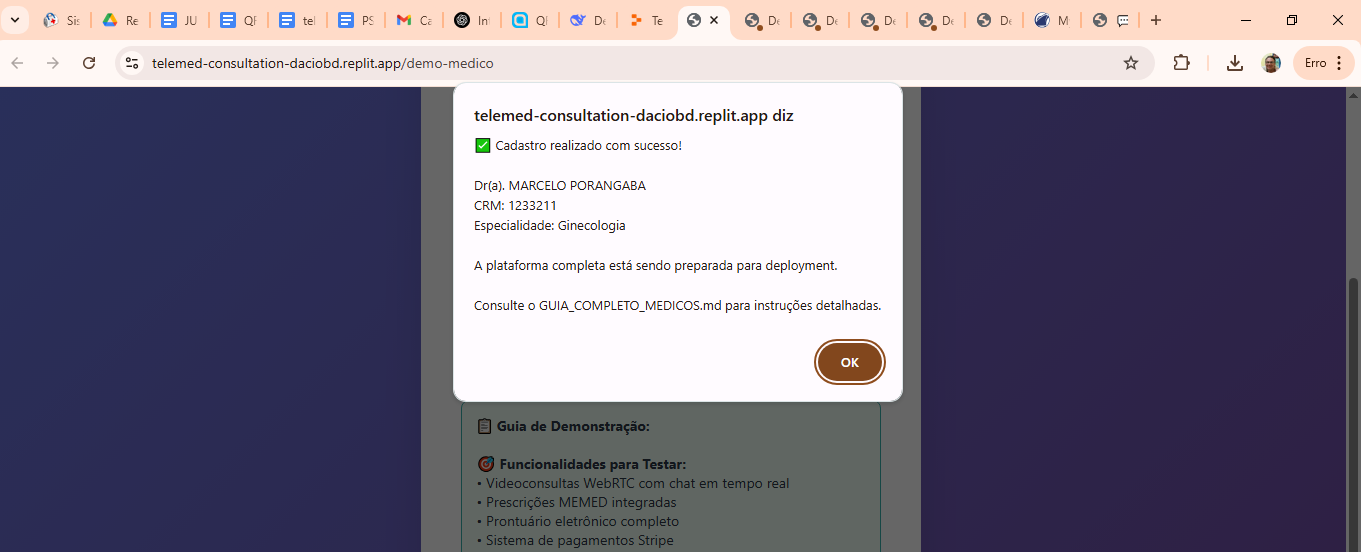 Sis
Re
JU
QF
tel
PS
Ca
Int
QI
De
Te
De
De
De
De
De
M
telemed-consultation-daciobd.replit.app/demo-medico
Erro
telemed-consultation-daciobd.replit.app diz
✅ Cadastro realizado com sucesso!
Dr(a). MARCELO PORANGABA
CRM: 1233211
Especialidade: Ginecologia
A plataforma completa está sendo preparada para deployment.
Consulte o GUIA_COMPLETO_MEDICOS.md para instruções detalhadas.
OK
📋 Guia de Demonstração:
🎯 Funcionalidades para Testar:
• Videoconsultas WebRTC com chat em tempo real
• Prescrições MEMED integradas
• Prontuário eletrônico completo
• Sistema de pagamentos Stripe